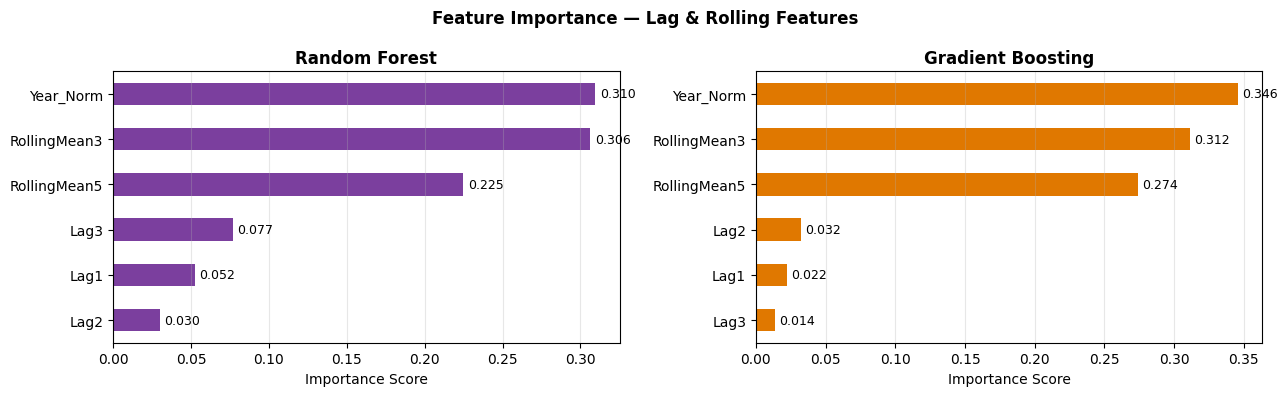 Feature Importance — Lag & Rolling Features
Random Forest
Year_Norm
0.310
RollingMean3
0.306
RollingMean5
0.225
Lag3
0.077
Lag1
0.052
Lag2
0.030
0.00 0.05 0.10 0.15 0.20 0.25 0.30
Importance Score
Gradient Boosting
Year_Norm
0.346
RollingMean3
0.312
RollingMean5
0.274
Lag2
0.032
Lag1
0.022
Lag3
0.014
0.00 0.05 0.10 0.15 0.20 0.25 0.30 0.35
Importance Score